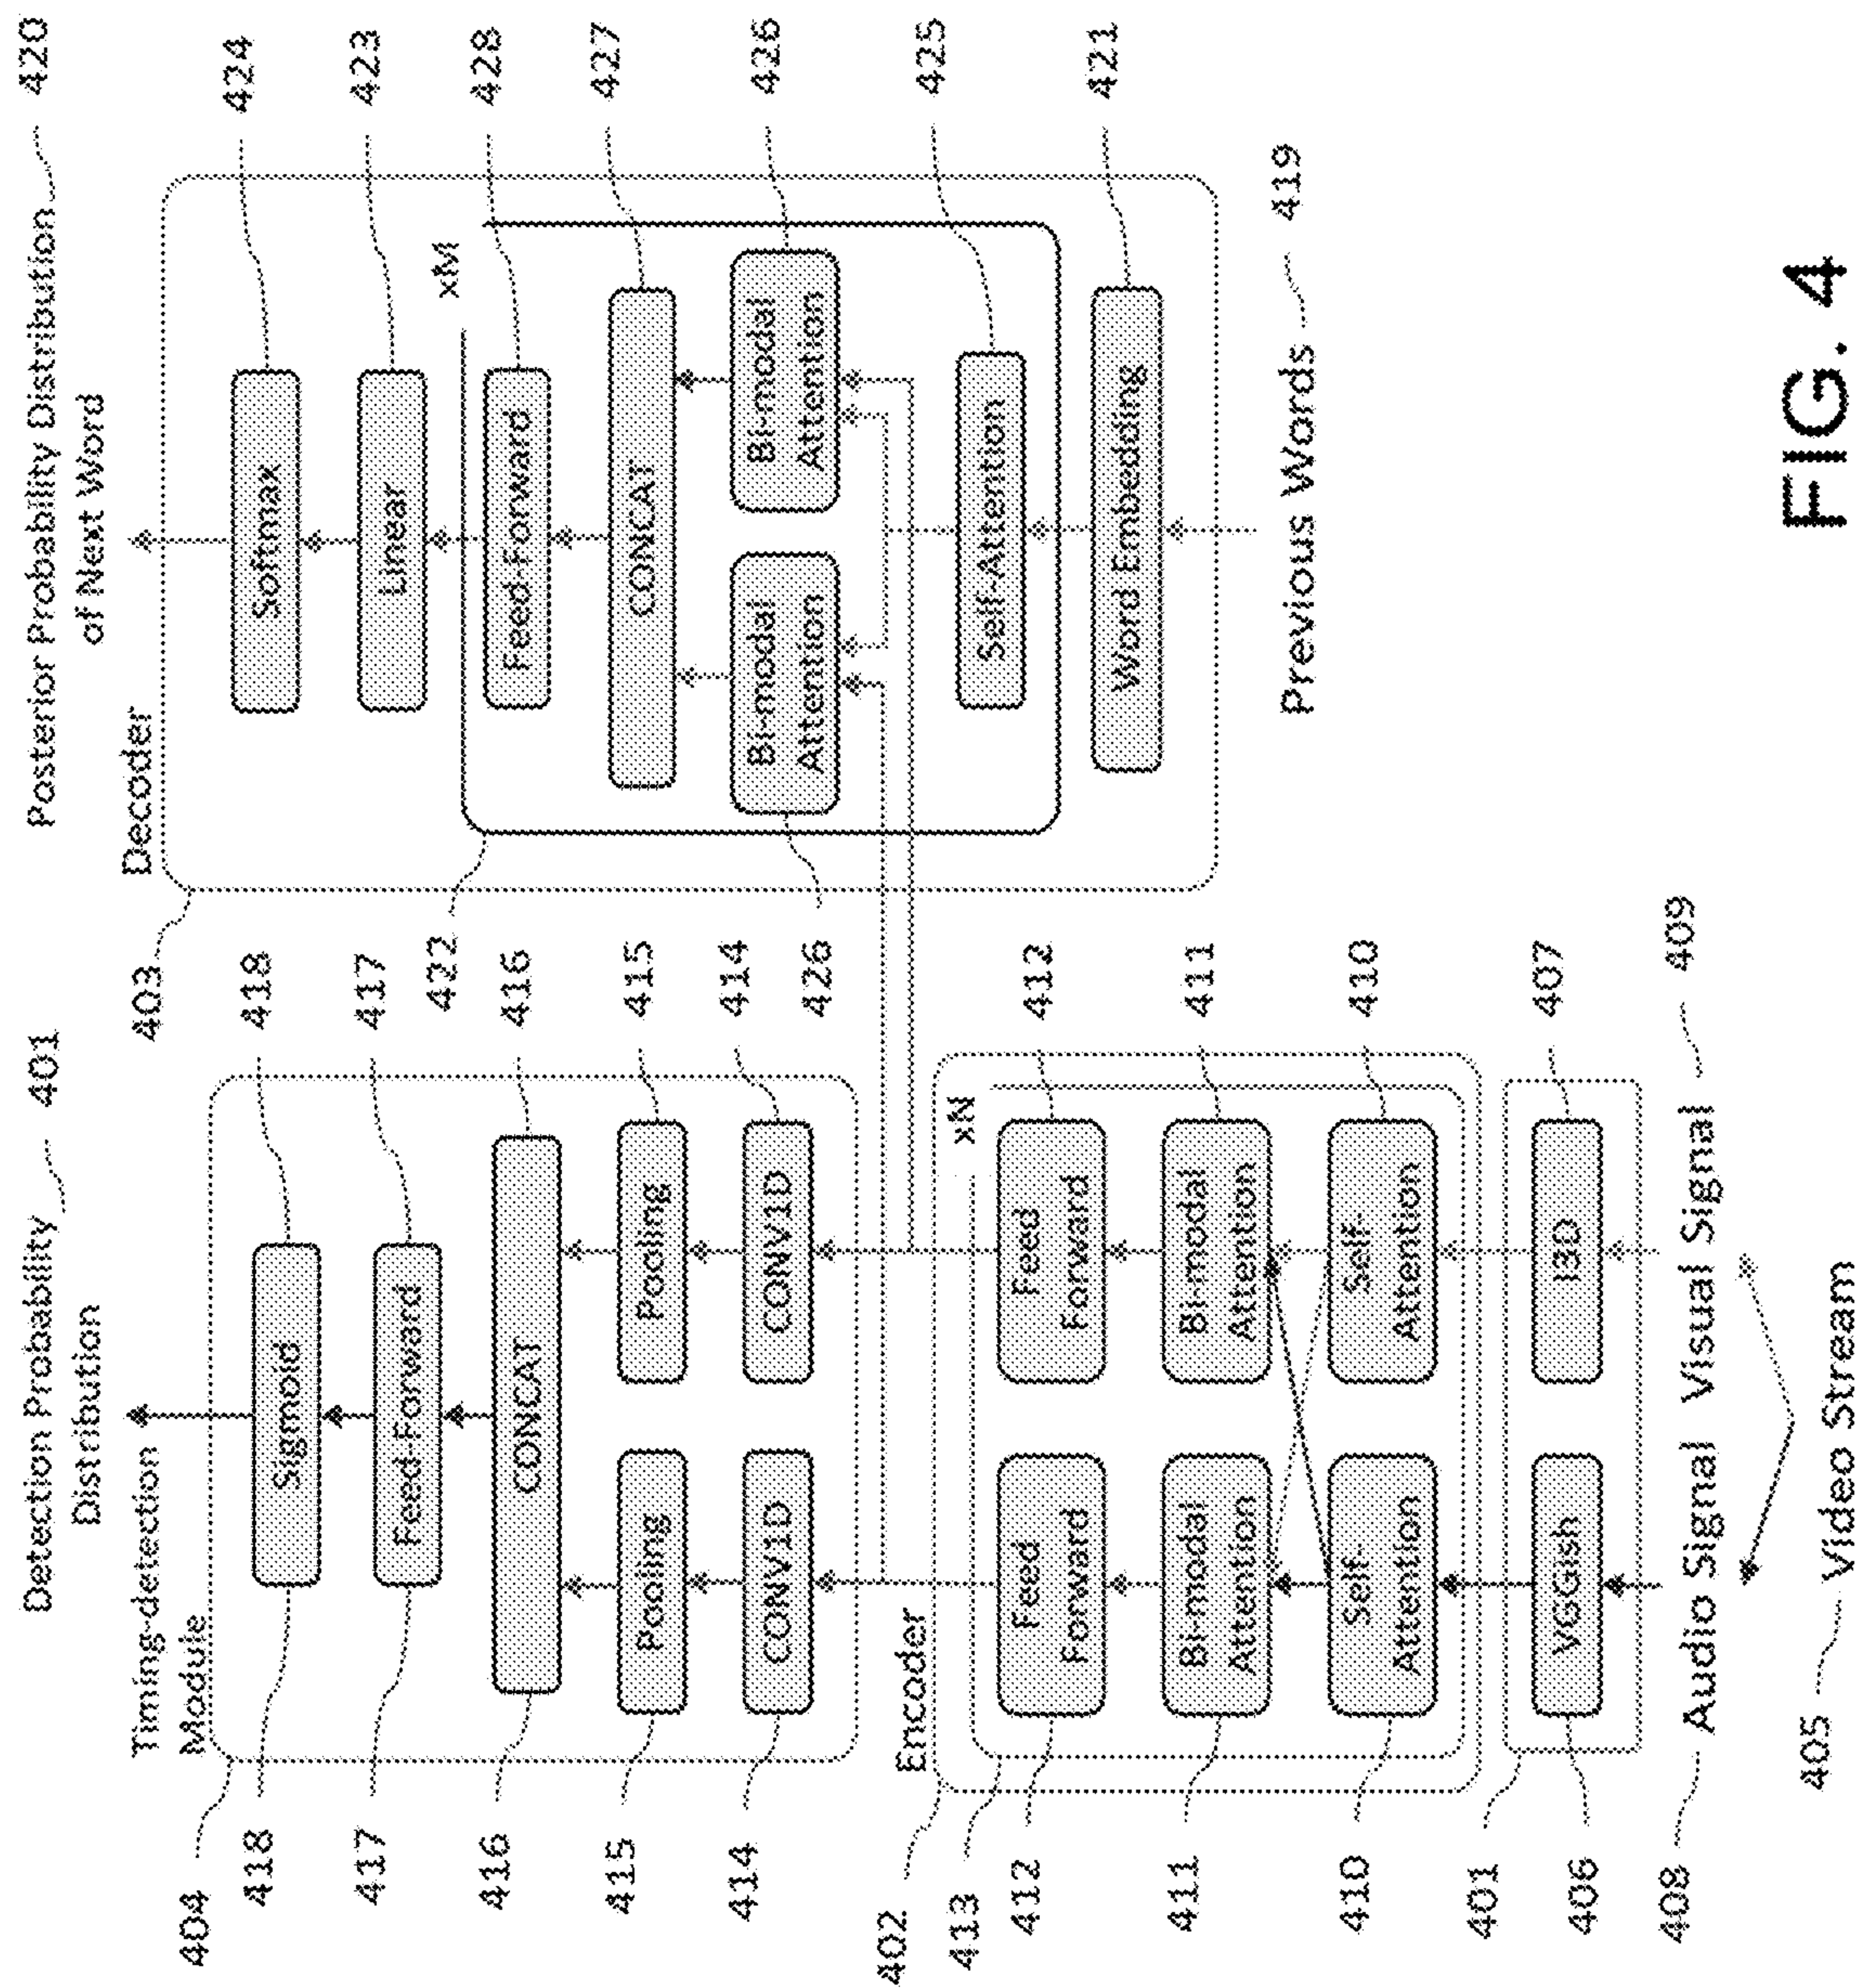 Detection Probability 401
Distribution
Posterior Probability Distribution 420
of Next Word
Timing-detection
Module
404
418
Sigmoid
418
417
Feed-Forward
417
416
CONCAT
416
415
Pooling
Pooling
415
414
CONV1D
CONV1D
414
402
Encoder
xN
413
412
Feed
Forward
Feed
Forward
412
411
Bi-modal
Attention
Bi-modal
Attention
411
410
Self-
Attention
Self-
Attention
410
401
406
VGGish
I3D
407
408
Audio Signal
Visual Signal
409
405
Video Stream
403
Decoder
Softmax
424
Linear
423
422
xM
Feed-Forward
428
CONCAT
427
426
Bi-modal
Attention
Bi-modal
Attention
426
Self-Attention
425
Word Embedding
421
Previous Words
419
FIG. 4